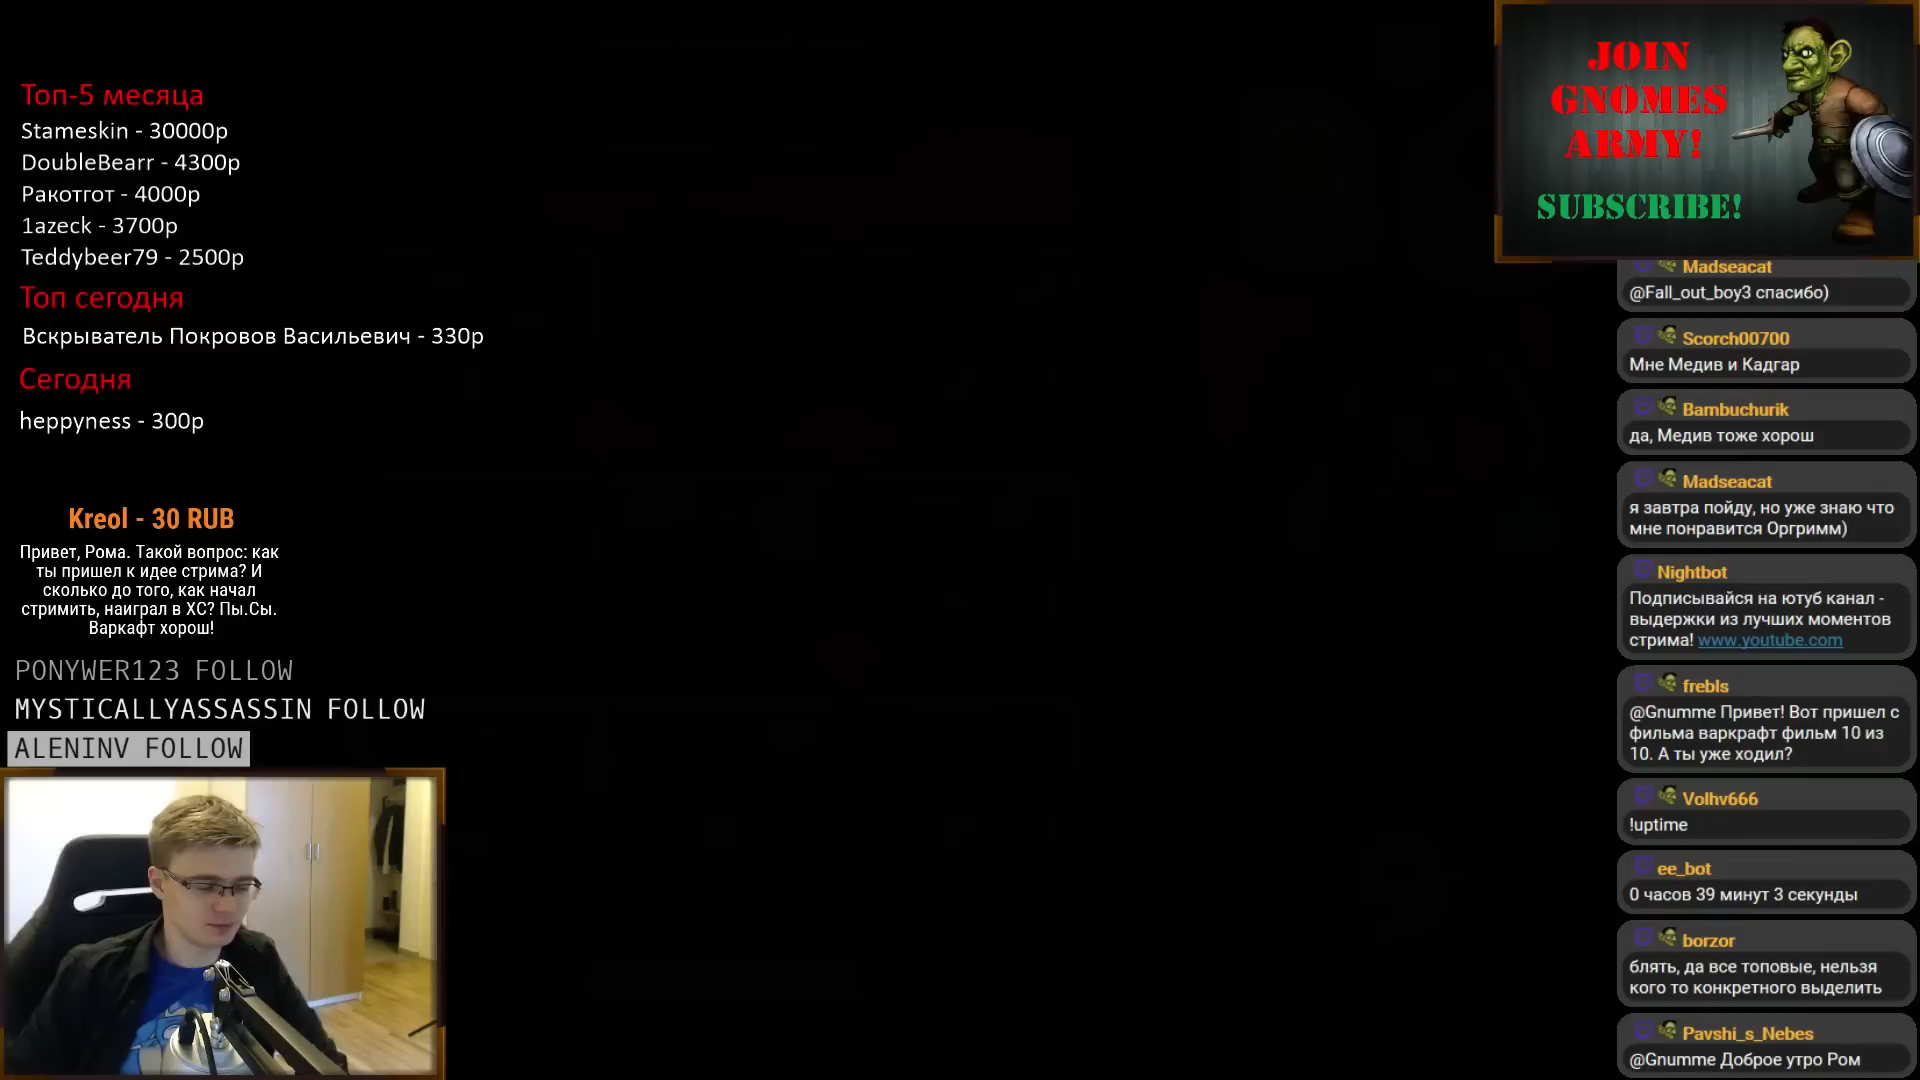 Топ-5 месяца
Stameskin - 30000р
DoubleBearr - 4300р
Ракотгот - 4000р
1azeck - 3700р
Teddybeer79 - 2500р
Топ сегодня
Вскрыватель Покровов Васильевич - 330р
Сегодня
heppyness - 300р
Kreol - 30 RUB
Привет, Рома. Такой вопрос: как
ты пришел к идее стрима? И
сколько до того, как начал
стримить, наиграл в ХС? Пы.Сы.
Варкафт хорош!
PONYWER123 FOLLOW
MYSTICALLYASSASSIN FOLLOW
ALENINV FOLLOW
JOIN
GNOMES
ARMY!
SUBSCRIBE!
Madseacat
@Fall_out_boy3 спасибо)
Scorch00700
Мне Медив и Кадгар
Bambuchurik
да, Медив тоже хорош
Madseacat
я завтра пойду, но уже знаю что
мне понравится Оргримм)
Nightbot
Подписывайся на ютуб канал -
выдержки из лучших моментов
стрима! www.youtube.com
frebls
@Gnumme Привет! Вот пришел с
фильма варкрафт фильм 10 из
10. А ты уже ходил?
Volhv666
!uptime
ee_bot
0 часов 39 минут 3 секунды
borzor
блять, да все топовые, нельзя
кого то конкретного выделить
Pavshi_s_Nebes
@Gnumme Доброе утро Ром